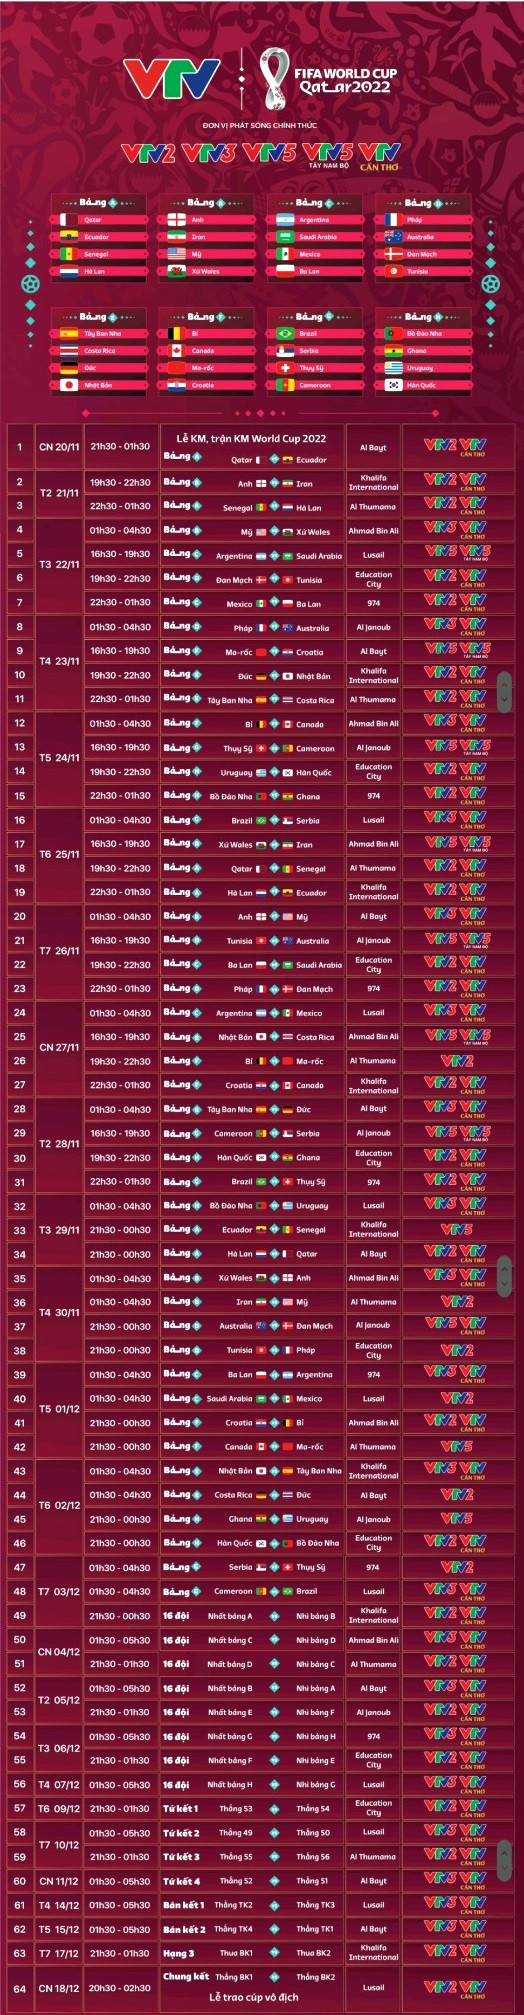 VTV
FIFA WORLD CUP
Qatar2022
ĐƠN VỊ PHÁT SÓNG CHÍNH THỨC
VTV2 VTV3 VTV5 VTV5 TÂY NAM BỘ VTV CẦN THƠ
Bảng A Bảng B Bảng C Bảng D
Qatar Anh Argentina Pháp
Ecuador Iran Saudi Arabia Australia
Senegal Mỹ Mexico Đan Mạch
Hà Lan Xứ Wales Ba Lan Tunisia
Bảng E Bảng F Bảng G Bảng H
Tây Ban Nha Bỉ Brazil Bồ Đào Nha
Costa Rica Canada Serbia Ghana
Đức Ma-rốc Thụy Sỹ Uruguay
Nhật Bản Croatia Cameroon Hàn Quốc
Lễ KM, trận KM World Cup 2022
1 CN 20/11 21h30 - 01h30 Bảng Qatar Ecuador Al Bayt VTV2 VTV CẦN THƠ
2 T2 21/11 19h30 - 22h30 Bảng Anh Iran Khalifa International VTV2 VTV CẦN THƠ
3 22h30 - 01h30 Bảng Senegal Hà Lan Al Thumama VTV2 VTV CẦN THƠ
4 T3 22/11 01h30 - 04h30 Bảng Mỹ Xứ Wales Ahmad Bin Ali VTV3 VTV CẦN THƠ
5 16h30 - 19h30 Bảng Argentina Saudi Arabia Lusail VTV5 VTV5 TÂY NAM BỘ
6 19h30 - 22h30 Bảng Đan Mạch Tunisia Education City VTV2 VTV CẦN THƠ
7 22h30 - 01h30 Bảng Mexico Ba Lan 974 VTV2 VTV CẦN THƠ
8 T4 23/11 01h30 - 04h30 Bảng Pháp Australia Al Janoub VTV3 VTV CẦN THƠ
9 16h30 - 19h30 Bảng Ma-rốc Croatia Al Bayt VTV5 VTV5 TÂY NAM BỘ
10 19h30 - 22h30 Bảng Đức Nhật Bản Khalifa International VTV2 VTV CẦN THƠ
11 22h30 - 01h30 Bảng Tây Ban Nha Costa Rica Al Thumama VTV2 VTV CẦN THƠ
12 T5 24/11 01h30 - 04h30 Bảng Bỉ Canada Ahmad Bin Ali VTV3 VTV CẦN THƠ
13 16h30 - 19h30 Bảng Thụy Sỹ Cameroon Al Janoub VTV5 VTV5 TÂY NAM BỘ
14 19h30 - 22h30 Bảng Uruguay Hàn Quốc Education City VTV2 VTV CẦN THƠ
15 22h30 - 01h30 Bảng Bồ Đào Nha Ghana 974 VTV2 VTV CẦN THƠ
16 T6 25/11 01h30 - 04h30 Bảng Brazil Serbia Lusail VTV3 VTV CẦN THƠ
17 16h30 - 19h30 Bảng Xứ Wales Iran Ahmad Bin Ali VTV5 VTV5 TÂY NAM BỘ
18 19h30 - 22h30 Bảng Qatar Senegal Al Thumama VTV2 VTV CẦN THƠ
19 22h30 - 01h30 Bảng Hà Lan Ecuador Khalifa International VTV2 VTV CẦN THƠ
20 T7 26/11 01h30 - 04h30 Bảng Anh Mỹ Al Bayt VTV3 VTV CẦN THƠ
21 16h30 - 19h30 Bảng Tunisia Australia Al Janoub VTV5 VTV5 TÂY NAM BỘ
22 19h30 - 22h30 Bảng Ba Lan Saudi Arabia Education City VTV2 VTV CẦN THƠ
23 22h30 - 01h30 Bảng Pháp Đan Mạch 974 VTV2 VTV CẦN THƠ
24 CN 27/11 01h30 - 04h30 Bảng Argentina Mexico Lusail VTV3 VTV CẦN THƠ
25 16h30 - 19h30 Bảng Nhật Bản Costa Rica Ahmad Bin Ali VTV5 VTV5 TÂY NAM BỘ
26 19h30 - 22h30 Bảng Bỉ Ma-rốc Al Thumama VTV2
27 22h30 - 01h30 Bảng Croatia Canada Khalifa International VTV2 VTV CẦN THƠ
28 T2 28/11 01h30 - 04h30 Bảng Tây Ban Nha Đức Al Bayt VTV3 VTV CẦN THƠ
29 16h30 - 19h30 Bảng Cameroon Serbia Al Janoub VTV5 VTV5 TÂY NAM BỘ
30 19h30 - 22h30 Bảng Hàn Quốc Ghana Education City VTV2 VTV CẦN THƠ
31 22h30 - 01h30 Bảng Brazil Thụy Sỹ 974 VTV2 VTV CẦN THƠ
32 T3 29/11 01h30 - 04h30 Bảng Bồ Đào Nha Uruguay Lusail VTV3 VTV CẦN THƠ
33 21h30 - 00h30 Bảng Ecuador Senegal Khalifa International VTV5
34 21h30 - 00h30 Bảng Hà Lan Qatar Al Bayt VTV2 VTV CẦN THƠ
35 T4 30/11 01h30 - 04h30 Bảng Xứ Wales Anh Ahmad Bin Ali VTV3 VTV CẦN THƠ
36 01h30 - 04h30 Bảng Iran Mỹ Al Thumama VTV2
37 21h30 - 00h30 Bảng Australia Đan Mạch Al Janoub VTV5 VTV CẦN THƠ
38 21h30 - 00h30 Bảng Tunisia Pháp Education City VTV2
39 T5 01/12 01h30 - 04h30 Bảng Ba Lan Argentina 974 VTV3 VTV CẦN THƠ
40 01h30 - 04h30 Bảng Saudi Arabia Mexico Lusail VTV2
41 21h30 - 00h30 Bảng Croatia Bỉ Ahmad Bin Ali VTV2 VTV CẦN THƠ
42 21h30 - 00h30 Bảng Canada Ma-rốc Al Thumama VTV5
43 T6 02/12 01h30 - 04h30 Bảng Nhật Bản Tây Ban Nha Khalifa International VTV3 VTV CẦN THƠ
44 01h30 - 04h30 Bảng Costa Rica Đức Al Bayt VTV2
45 21h30 - 00h30 Bảng Ghana Uruguay Al Janoub VTV5
46 21h30 - 00h30 Bảng Hàn Quốc Bồ Đào Nha Education City VTV2 VTV CẦN THƠ
47 T7 03/12 01h30 - 04h30 Bảng Serbia Thụy Sỹ 974 VTV2
48 01h30 - 04h30 Bảng Cameroon Brazil Lusail VTV3 VTV CẦN THƠ
49 21h30 - 00h30 16 đội Nhất bảng A Nhì bảng B Khalifa International VTV2 VTV CẦN THƠ
50 CN 04/12 01h30 - 05h30 16 đội Nhất bảng C Nhì bảng D Ahmad Bin Ali VTV3 VTV CẦN THƠ
51 21h30 - 01h30 16 đội Nhất bảng D Nhì bảng C Al Thumama VTV2 VTV CẦN THƠ
52 T2 05/12 01h30 - 05h30 16 đội Nhất bảng B Nhì bảng A Al Bayt VTV3 VTV CẦN THƠ
53 21h30 - 01h30 16 đội Nhất bảng E Nhì bảng F Al Janoub VTV2 VTV CẦN THƠ
54 T3 06/12 01h30 - 05h30 16 đội Nhất bảng G Nhì bảng H 974 VTV3 VTV CẦN THƠ
55 21h30 - 01h30 16 đội Nhất bảng F Nhì bảng E Education City VTV2 VTV CẦN THƠ
56 T4 07/12 01h30 - 05h30 16 đội Nhất bảng H Nhì bảng G Lusail VTV3 VTV CẦN THƠ
57 T6 09/12 21h30 - 01h30 Tứ kết 1 Thắng 53 Thắng 54 Education City VTV2 VTV CẦN THƠ
58 T7 10/12 01h30 - 05h30 Tứ kết 2 Thắng 49 Thắng 50 Lusail VTV3 VTV CẦN THƠ
59 21h30 - 01h30 Tứ kết 3 Thắng 55 Thắng 56 Al Thumama VTV2 VTV CẦN THƠ
60 CN 11/12 01h30 - 05h30 Tứ kết 4 Thắng 52 Thắng 51 Al Bayt VTV3 VTV CẦN THƠ
61 T4 14/12 01h30 - 05h30 Bán kết 1 Thắng TK2 Thắng TK3 Lusail VTV3 VTV CẦN THƠ
62 T5 15/12 01h30 - 05h30 Bán kết 2 Thắng TK4 Thắng TK1 Al Bayt VTV3 VTV CẦN THƠ
63 T7 17/12 21h30 - 01h30 Hạng 3 Thua BK1 Thua BK2 Khalifa International VTV2 VTV CẦN THƠ
64 CN 18/12 20h30 - 02h30 Chung kết Thắng BK1 Thắng BK2 Lusail VTV2 VTV CẦN THƠ
Lễ trao cúp vô địch